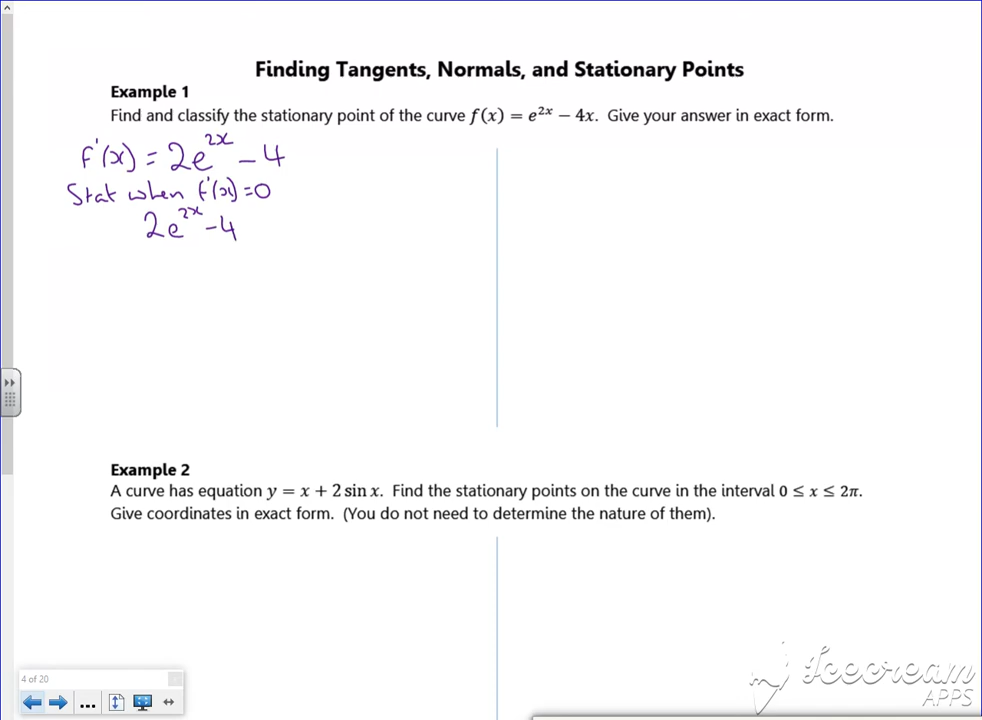 Finding Tangents, Normals, and Stationary Points
Example 1
Find and classify the stationary point of the curve f(x) = e^{2x} − 4x. Give your answer in exact form.
f'(x) = 2e^{2x} − 4
Stat when f'(x) = 0
2e^{2x} − 4
Example 2
A curve has equation y = x + 2 sin x. Find the stationary points on the curve in the interval 0 ≤ x ≤ 2π.
Give coordinates in exact form. (You do not need to determine the nature of them).
4 of 20
Icecream
APPS